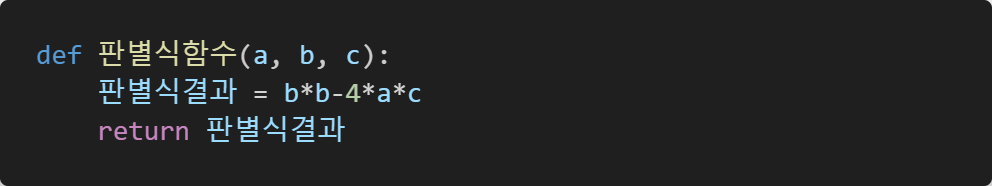 def 판별식함수(a, b, c):
    판별식결과 = b*b-4*a*c
    return 판별식결과